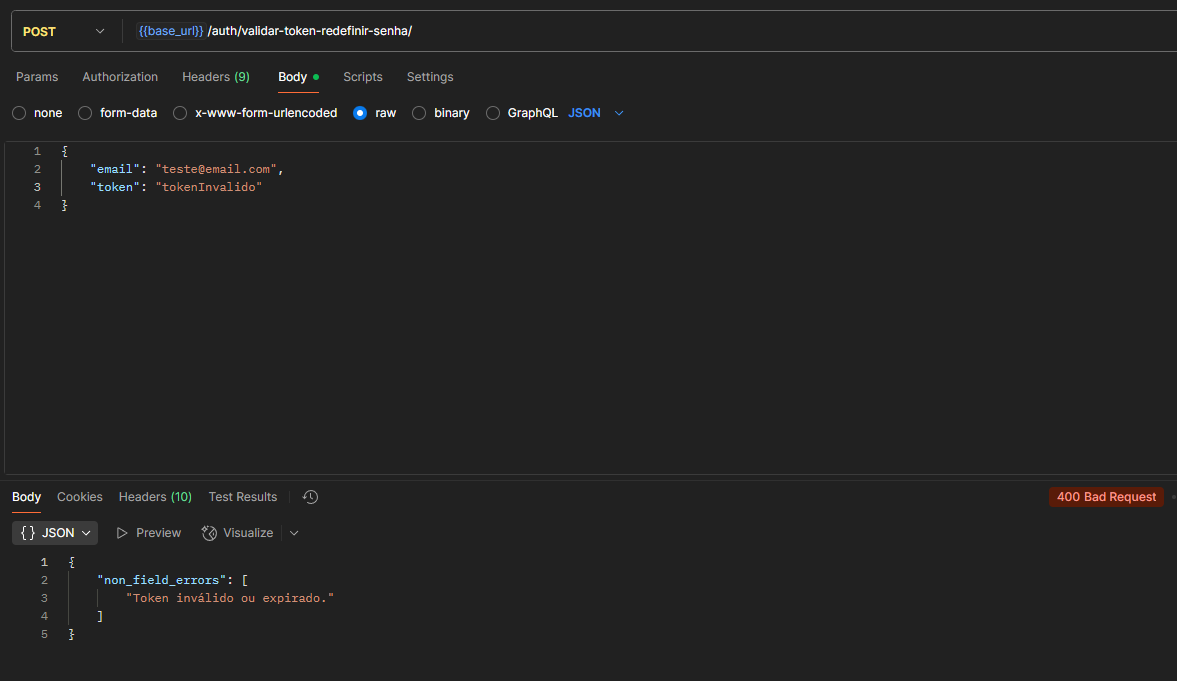 POST {{base_url}} /auth/validar-token-redefinir-senha/
Params Authorization Headers (9) Body Scripts Settings
none form-data x-www-form-urlencoded raw binary GraphQL JSON
1 {
2 "email": "teste@email.com",
3 "token": "tokenInvalido"
4 }
Body Cookies Headers (10) Test Results 400 Bad Request
{} JSON Preview Visualize
1 {
2 "non_field_errors": [
3 "Token inválido ou expirado."
4 ]
5 }